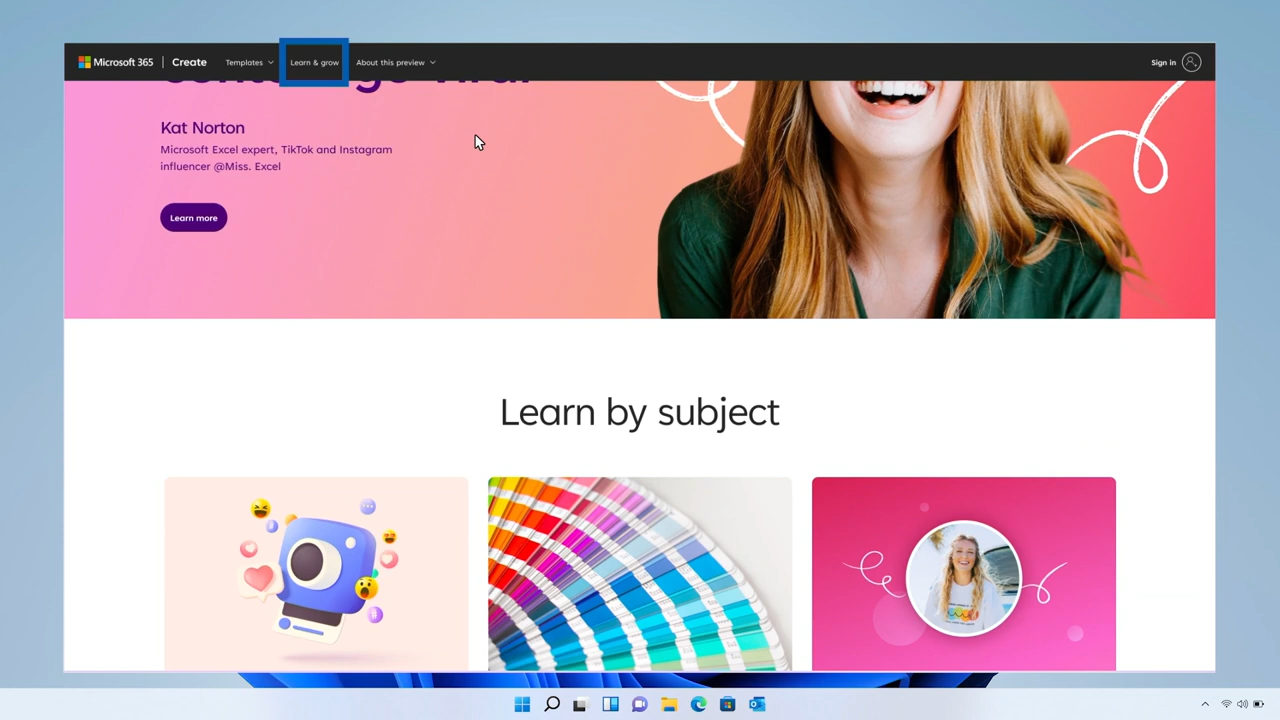 Microsoft 365 | Create Templates Learn & grow About this preview Sign in
Kat Norton
Microsoft Excel expert, TikTok and Instagram
influencer @Miss. Excel
Learn more
Learn by subject